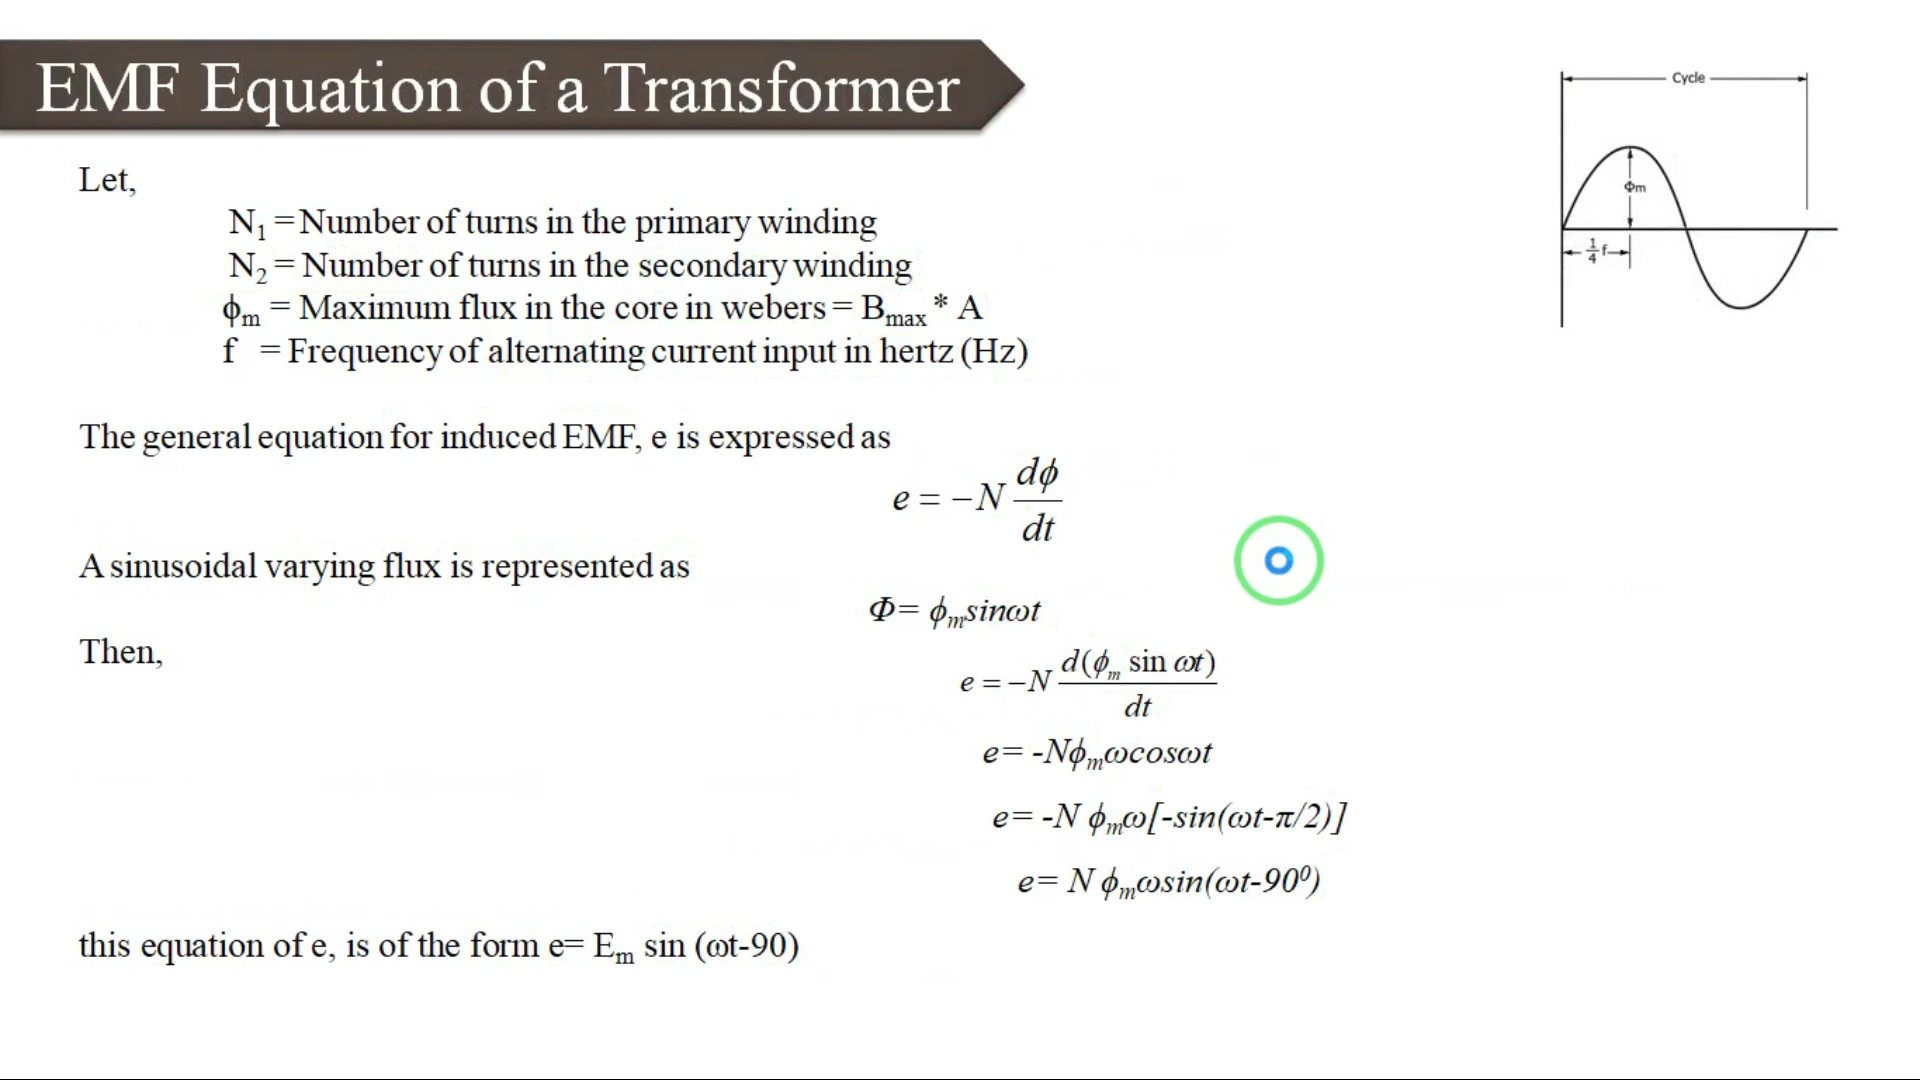 EMF Equation of a Transformer
Let,
N₁ =Number of turns in the primary winding
N₂ = Number of turns in the secondary winding
ϕₘ = Maximum flux in the core in webers = Bmax * A
f = Frequency of alternating current input in hertz (Hz)
The general equation for induced EMF, e is expressed as
e = −N dϕ/dt
A sinusoidal varying flux is represented as
Φ= ϕₘsinωt
Then,
e = −N d(ϕₘ sin ωt)/dt
e= -Nϕₘωcosωt
e= -N ϕₘω[-sin(ωt-π/2)]
e= N ϕₘωsin(ωt-90⁰)
this equation of e, is of the form e= Eₘ sin (ωt-90)
Cycle
Φm
1/4 f